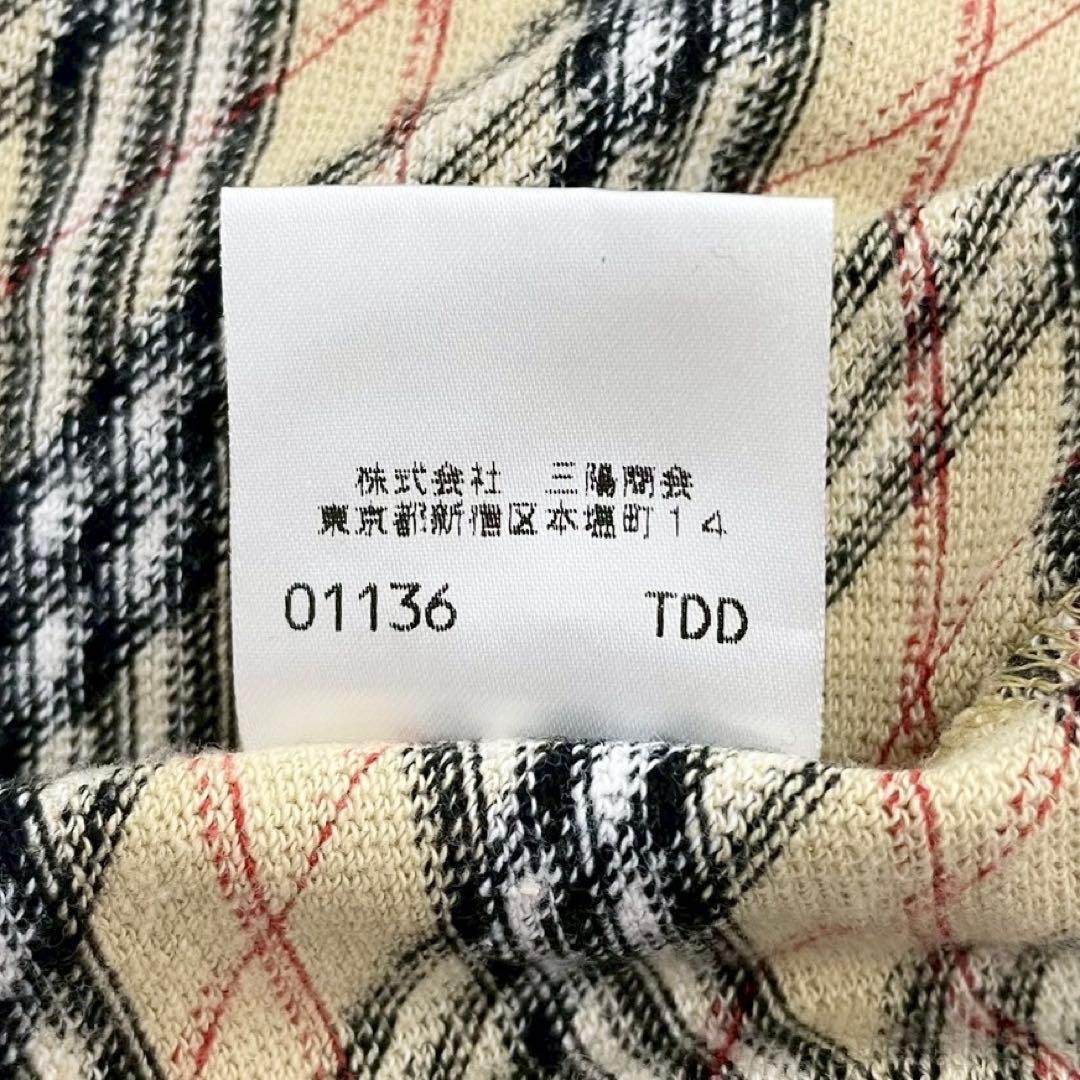 株式会社 三陽商会
東京都新宿区本塩町14
01136 TDD